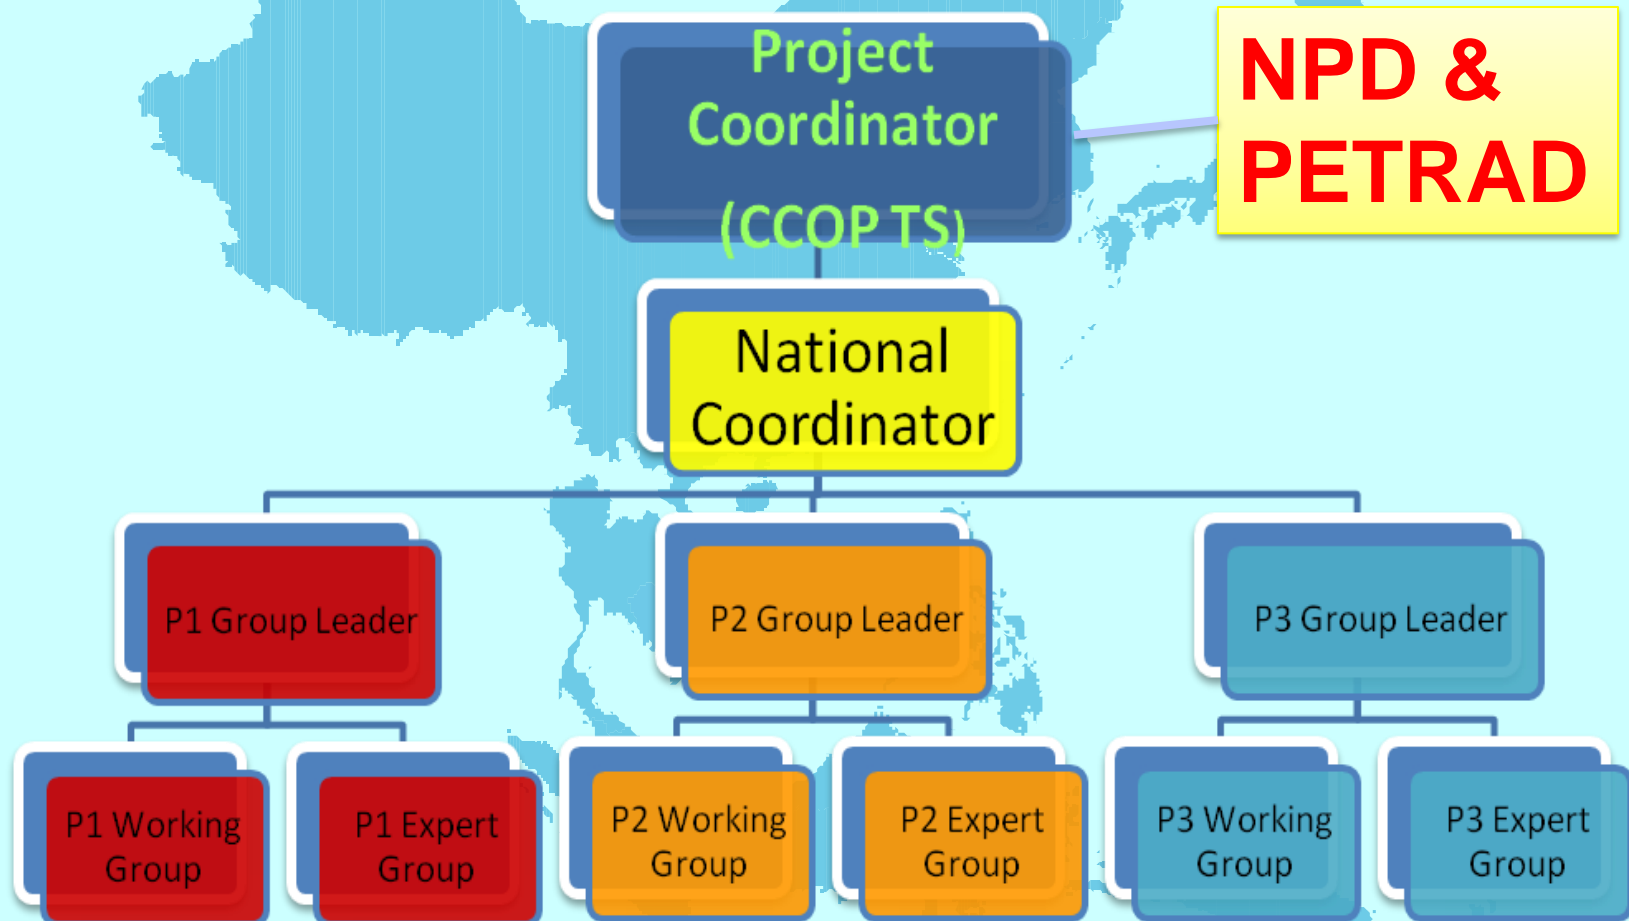 Project
Coordinator
(CCOP TS)
NPD &
PETRAD
National
Coordinator
P1 Group Leader
P2 Group Leader
P3 Group Leader
P1 Working
Group
P1 Expert
Group
P2 Working
Group
P2 Expert
Group
P3 Working
Group
P3 Expert
Group